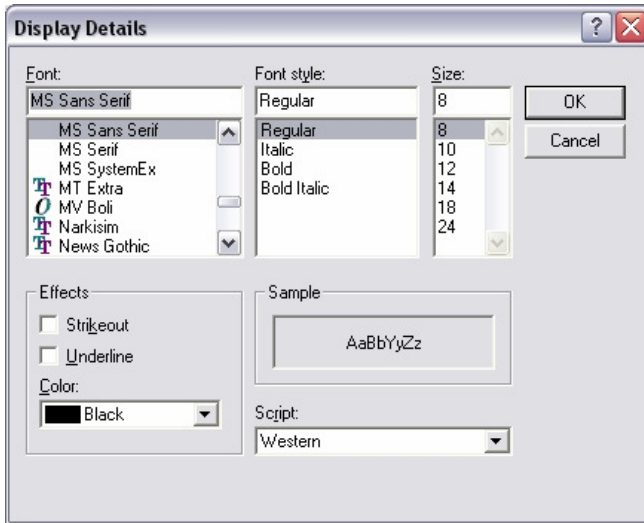 Display Details
Font:
Font style:
Size:
MS Sans Serif
Regular
8
OK
MS Sans Serif
MS Serif
MS SystemEx
MT Extra
MV Boli
Narkisim
News Gothic
Regular
Italic
Bold
Bold Italic
8
10
12
14
18
24
Cancel
Effects
Strikeout
Underline
Color:
Black
Sample
AaBbYyZz
Script:
Western